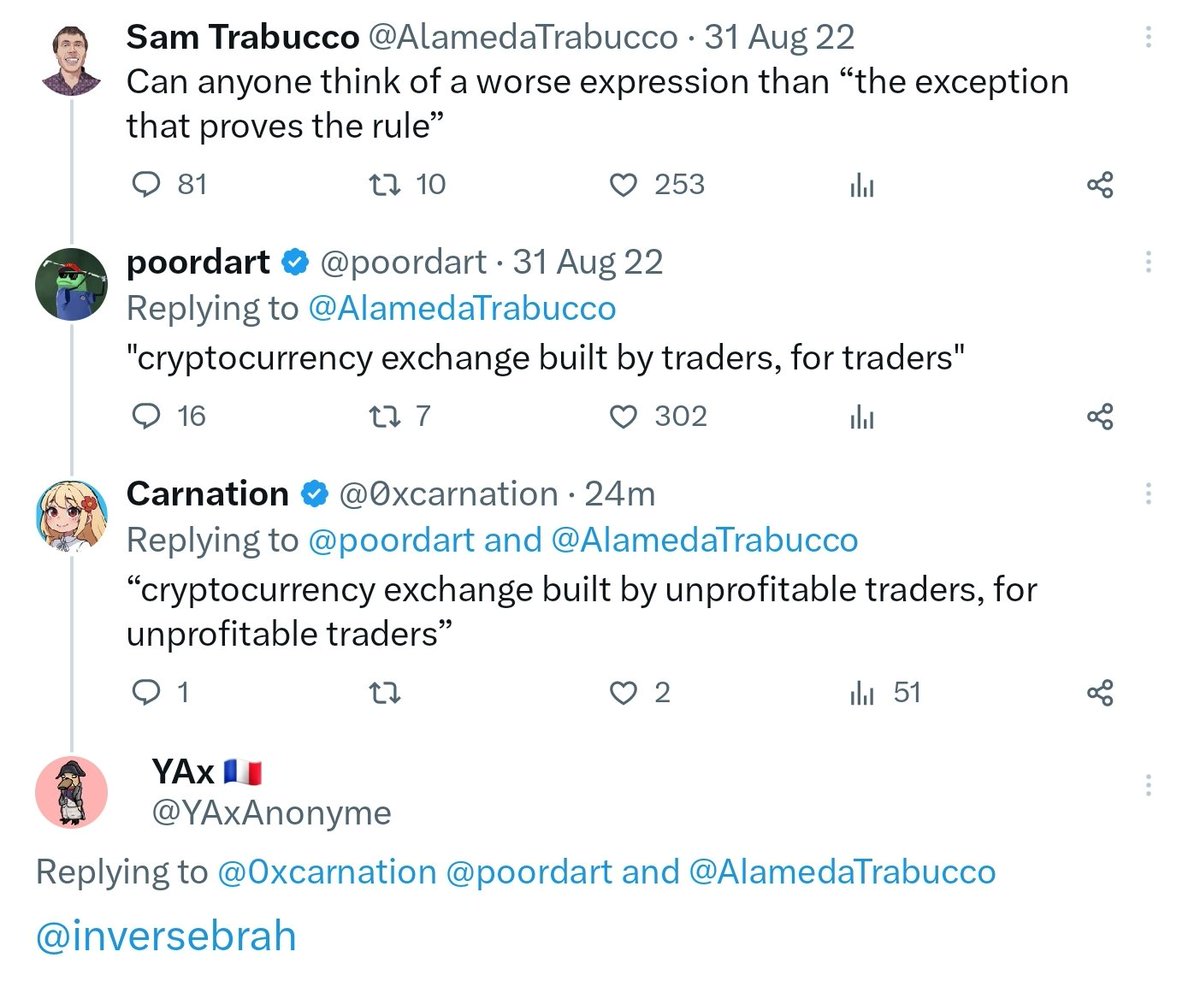 Sam Trabucco @AlamedaTrabucco · 31 Aug 22
Can anyone think of a worse expression than “the exception
that proves the rule”
81 10 253
poordart @poordart · 31 Aug 22
Replying to @AlamedaTrabucco
"cryptocurrency exchange built by traders, for traders"
16 7 302
Carnation @0xcarnation · 24m
Replying to @poordart and @AlamedaTrabucco
“cryptocurrency exchange built by unprofitable traders, for
unprofitable traders”
1 2 51
YAx 🇫🇷
@YAxAnonyme
Replying to @0xcarnation @poordart and @AlamedaTrabucco
@inversebrah